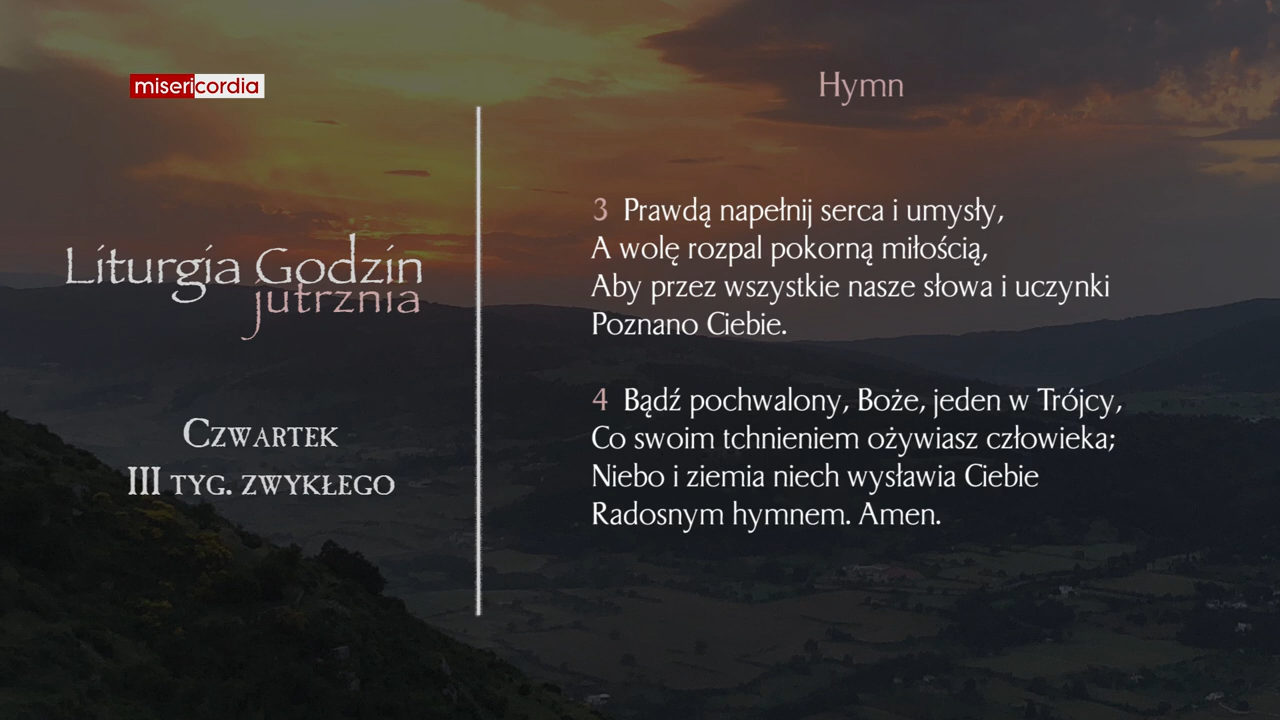 misericordia
Liturgia Godzin
jutrznia
Czwartek
III tyg. zwykłego
Hymn
3 Prawdą napełnij serca i umysły,
A wolę rozpal pokorną miłością,
Aby przez wszystkie nasze słowa i uczynki
Poznano Ciebie.
4 Bądź pochwalony, Boże, jeden w Trójcy,
Co swoim tchnieniem ożywiasz człowieka;
Niebo i ziemia niech wysławia Ciebie
Radosnym hymnem. Amen.